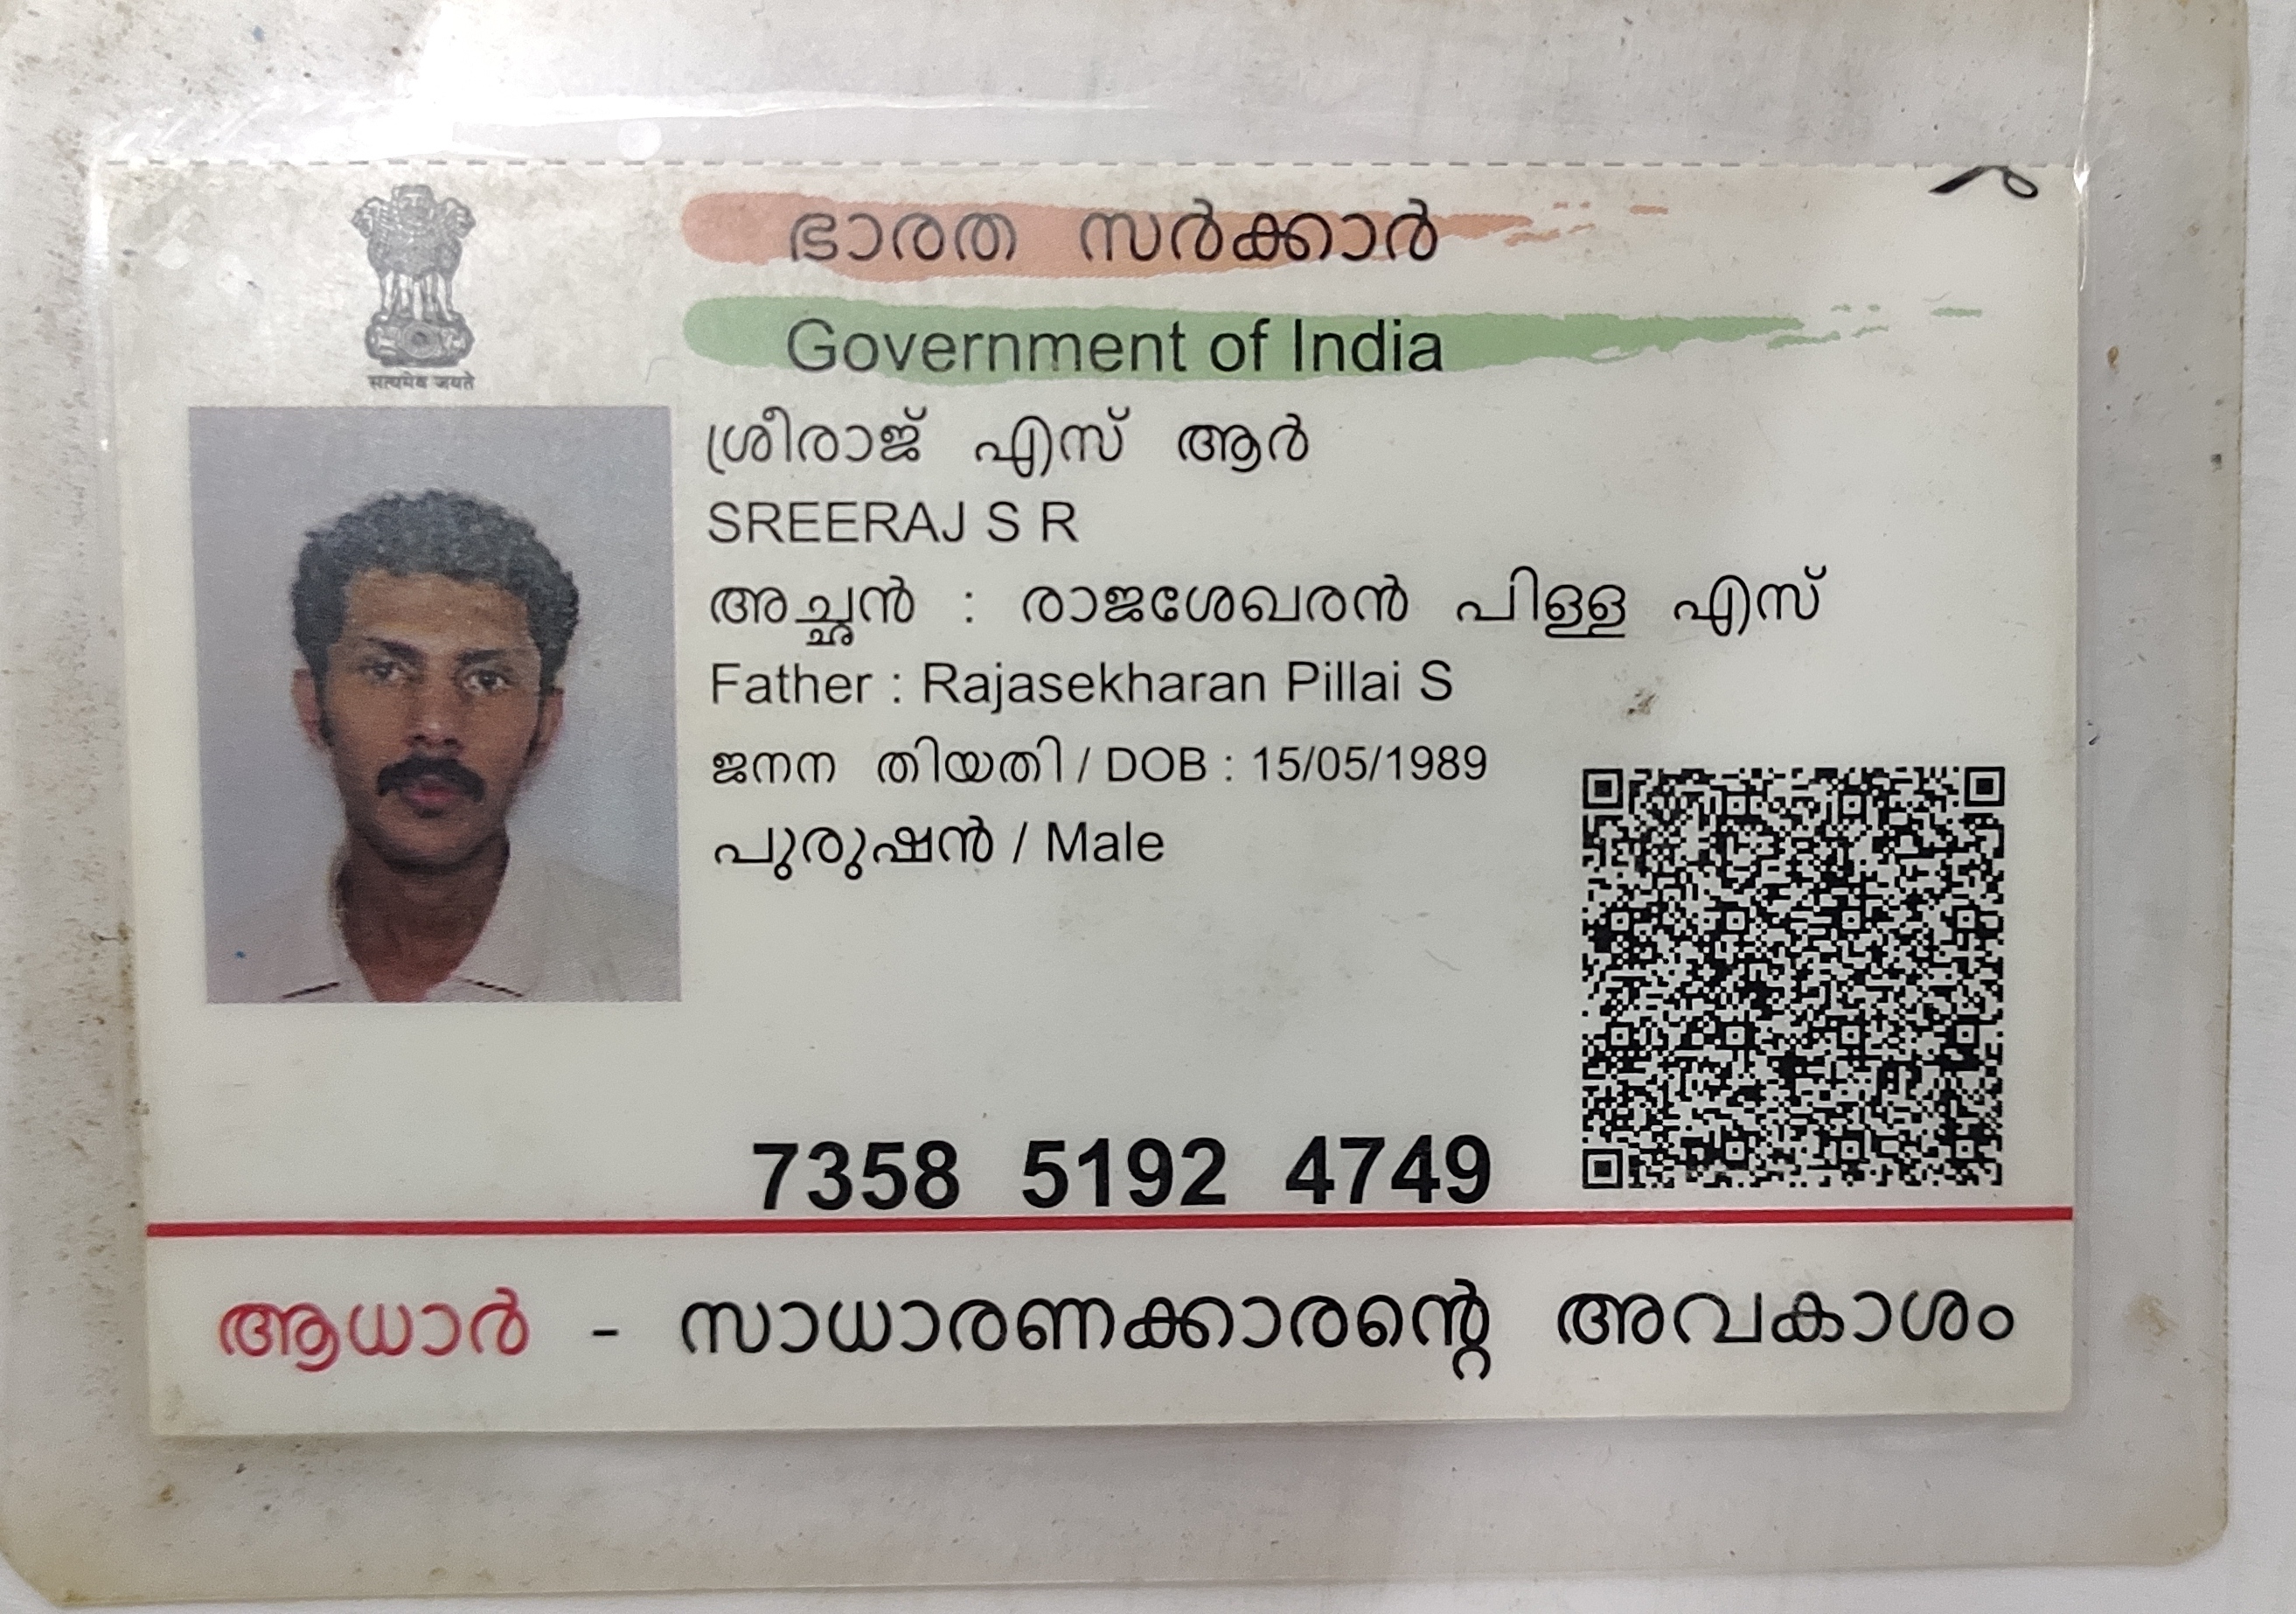 सत्यमेव जयते
ഭാരത സർക്കാർ
Government of India
ശ്രീരാജ് എസ് ആർ
SREERAJ S R
അച്ഛൻ : രാജശേഖരൻ പിള്ള എസ്
Father : Rajasekharan Pillai S
ജനന തിയതി / DOB : 15/05/1989
പുരുഷൻ / Male
7358 5192 4749
ആധാർ - സാധാരണക്കാരന്റെ അവകാശം